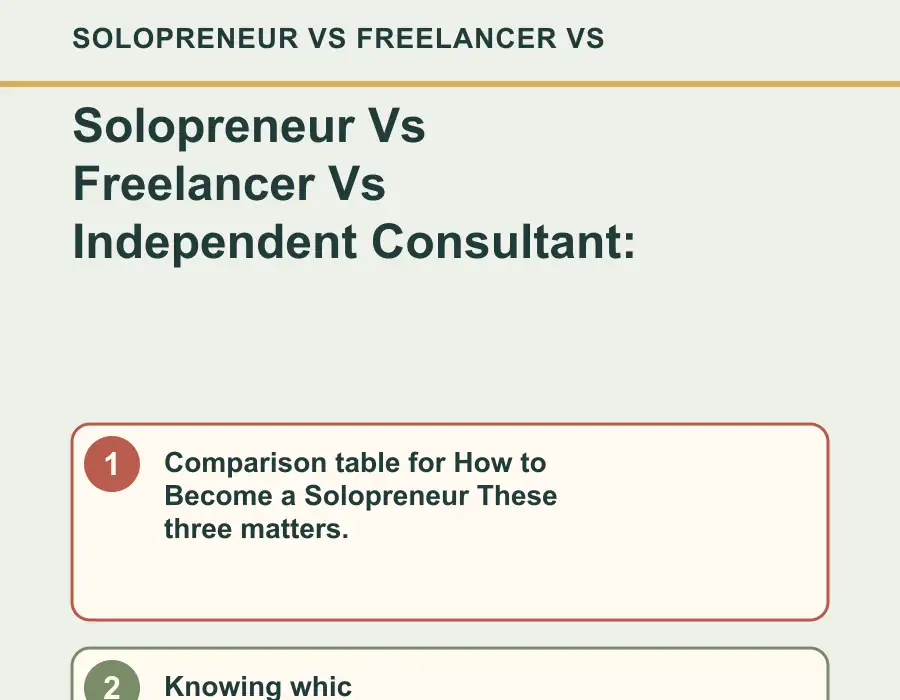 SOLOPRENEUR VS FREELANCER VS
Solopreneur Vs
Freelancer Vs
Independent Consultant:
1
Comparison table for How to
Become a Solopreneur These
three matters.
2
Knowing whic